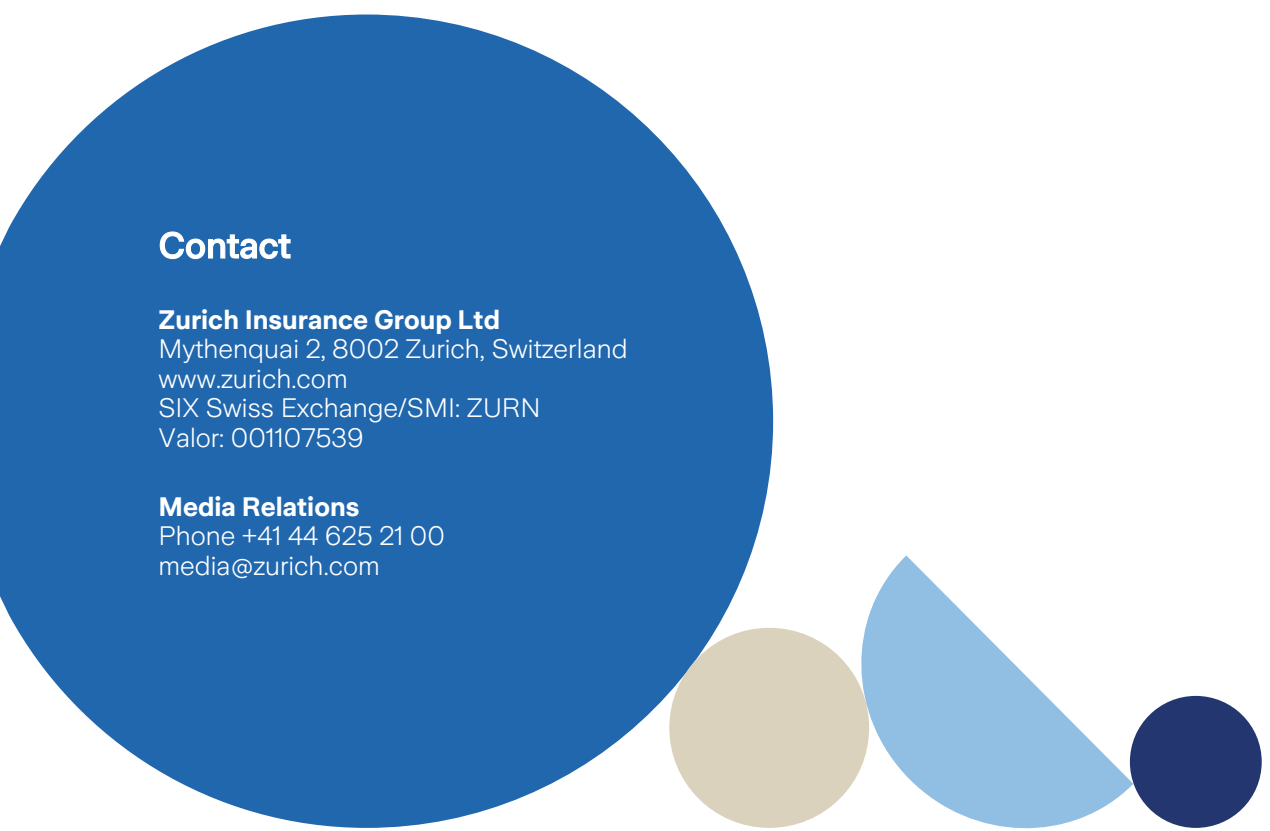 Contact
Zurich Insurance Group Ltd
Mythenquai 2, 8002 Zurich, Switzerland
www.zurich.com
SIX Swiss Exchange/SMI: ZURN
Valor: 001107539
Media Relations
Phone +41 44 625 21 00
media@zurich.com